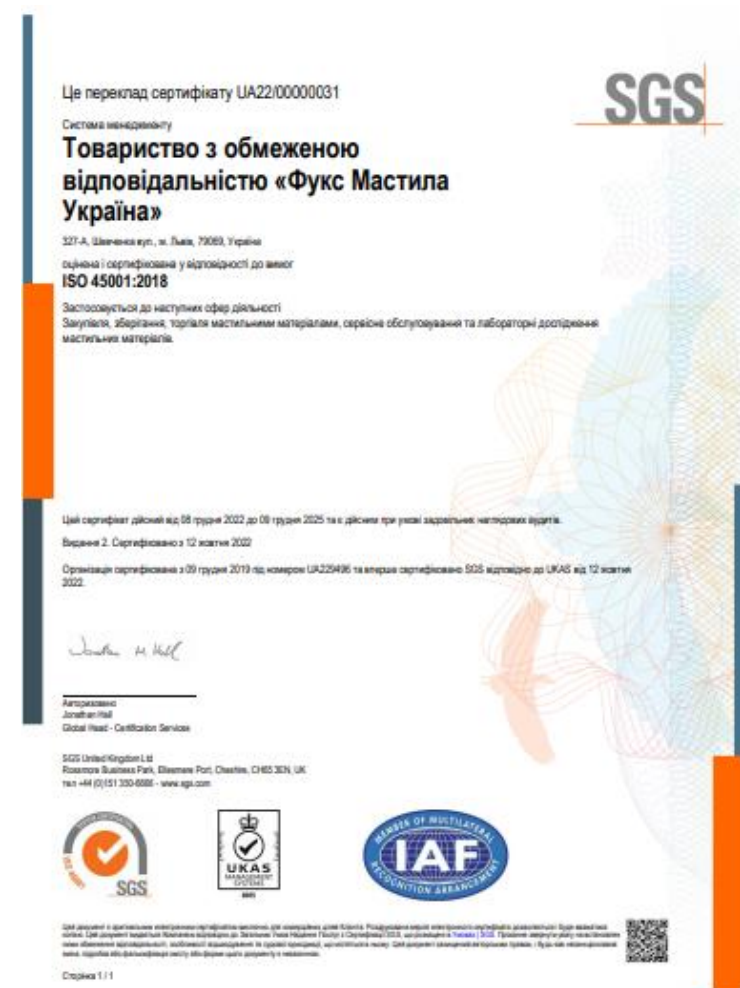 Це переклад сертифікату UA22/00000031
SGS
Система менеджменту
Товариство з обмеженою
відповідальністю «Фукс Мастила
Україна»
327-А, Шевченка вул., м. Львів, 79069, Україна
оцінена і сертифікована у відповідності до вимог
ISO 45001:2018
Застосовується до наступних сфер діяльності
Закупівля, зберігання, торгівля мастильними матеріалами, сервісне обслуговування та лабораторні дослідження
мастильних матеріалів.
Цей сертифікат дійсний від 08 грудня 2022 до 09 грудня 2025 та є дійсним при умові задовільних наглядових аудитів.
Видання 2. Сертифіковано з 12 жовтня 2022
Організація сертифікована з 09 грудня 2019 під номером UA229496 та вперше сертифіковано SGS відповідно до UKAS від 12 жовтня
2022.
Авторизовано
Jonathan Hall
Global Head - Certification Services
SGS United Kingdom Ltd
Rossmore Business Park, Ellesmere Port, Cheshire, CH65 3EN, UK
тел +44 (0)151 350-6666 - www.sgs.com
ISO 45001
SGS
UKAS
MANAGEMENT
SYSTEMS
MEMBER OF MULTILATERAL
IAF
RECOGNITION ARRANGEMENT
Сторінка 1 / 1